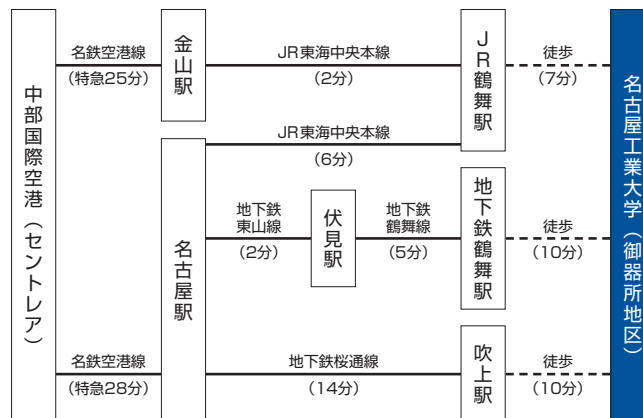 中部国際空港(セントレア)
名鉄空港線
(特急25分)
金山駅
JR東海中央本線
(2分)
JR鶴舞駅
徒歩
(7分)
名古屋工業大学(御器所地区)
JR東海中央本線
(6分)
名古屋駅
地下鉄
東山線
(2分)
伏見駅
地下鉄
鶴舞線
(5分)
地下鉄鶴舞駅
徒歩
(10分)
名鉄空港線
(特急28分)
地下鉄桜通線
(14分)
吹上駅
徒歩
(10分)